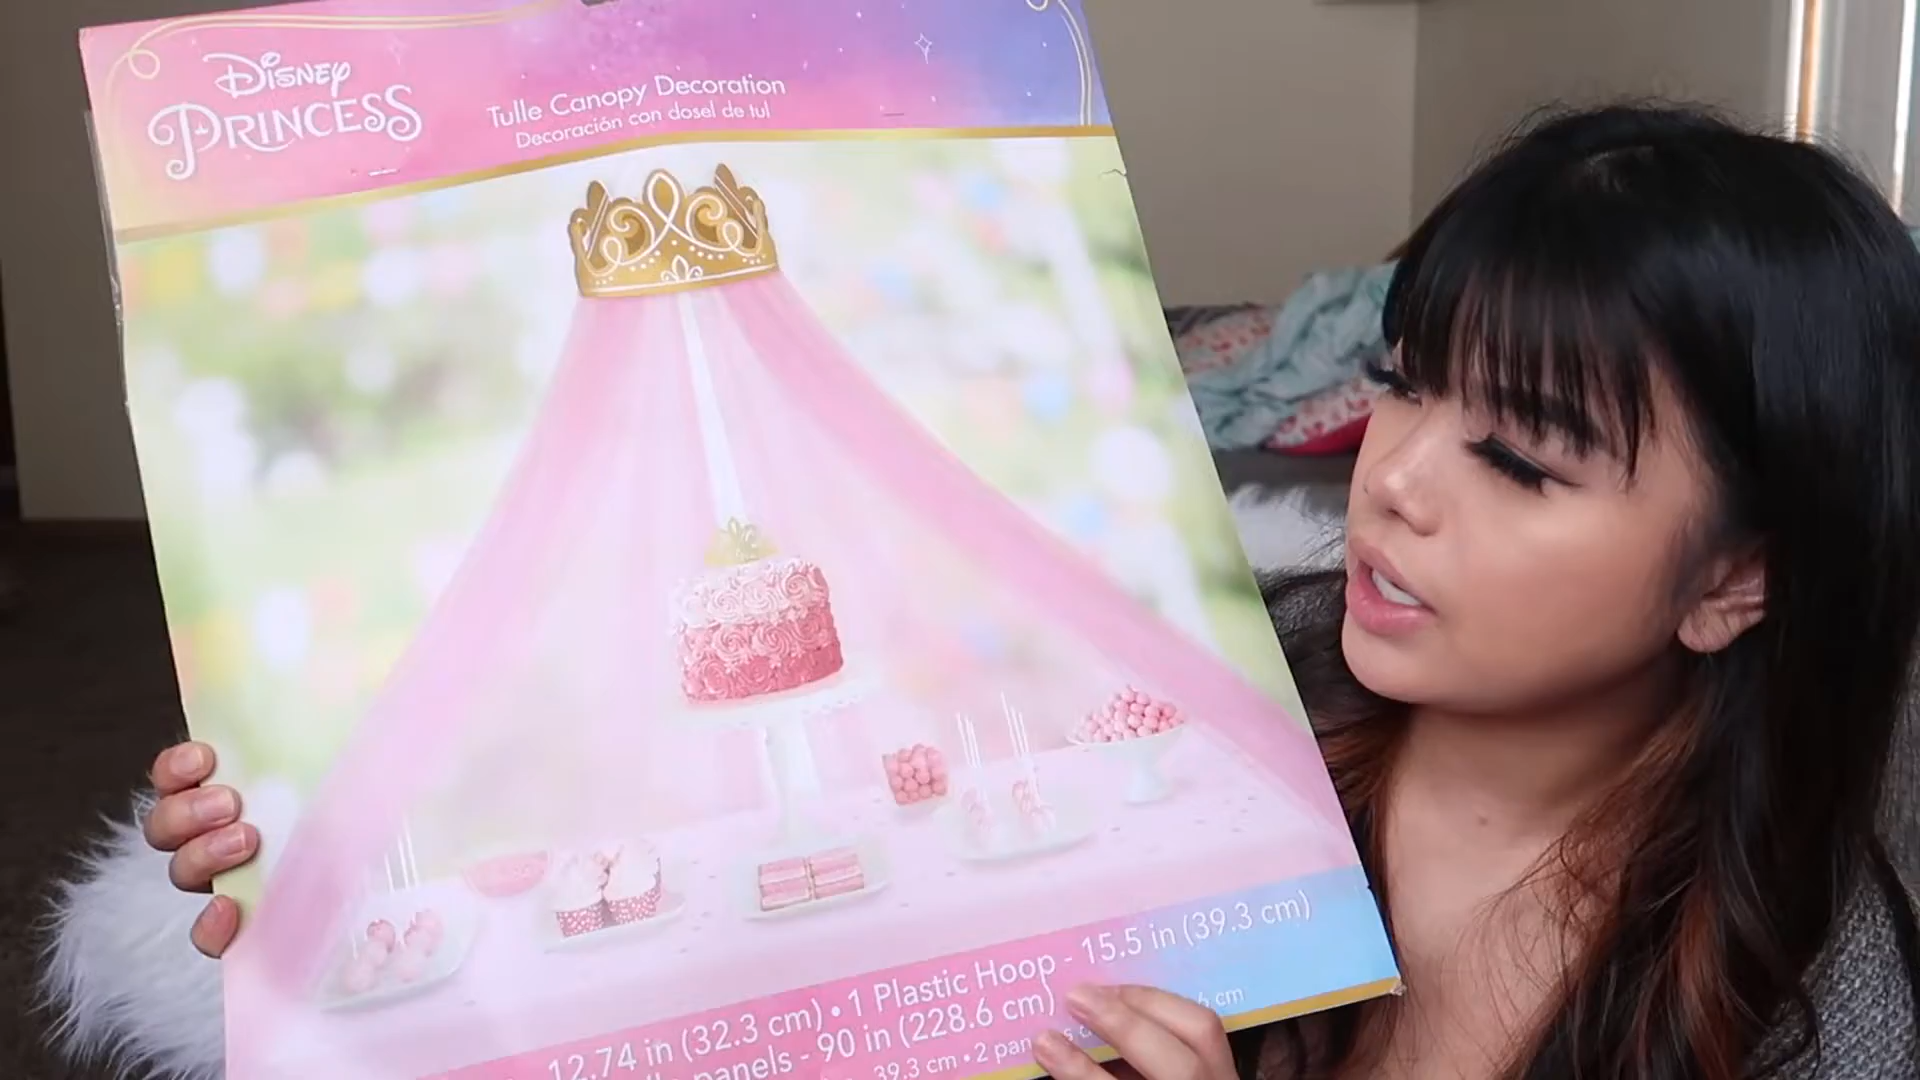 Disney
PRINCESS
Tulle Canopy Decoration
Decoración con dosel de tul
12.74 in (32.3 cm) • 1 Plastic Hoop - 15.5 in (39.3 cm)
panels - 90 in (228.6 cm)
39.3 cm • 2 cm